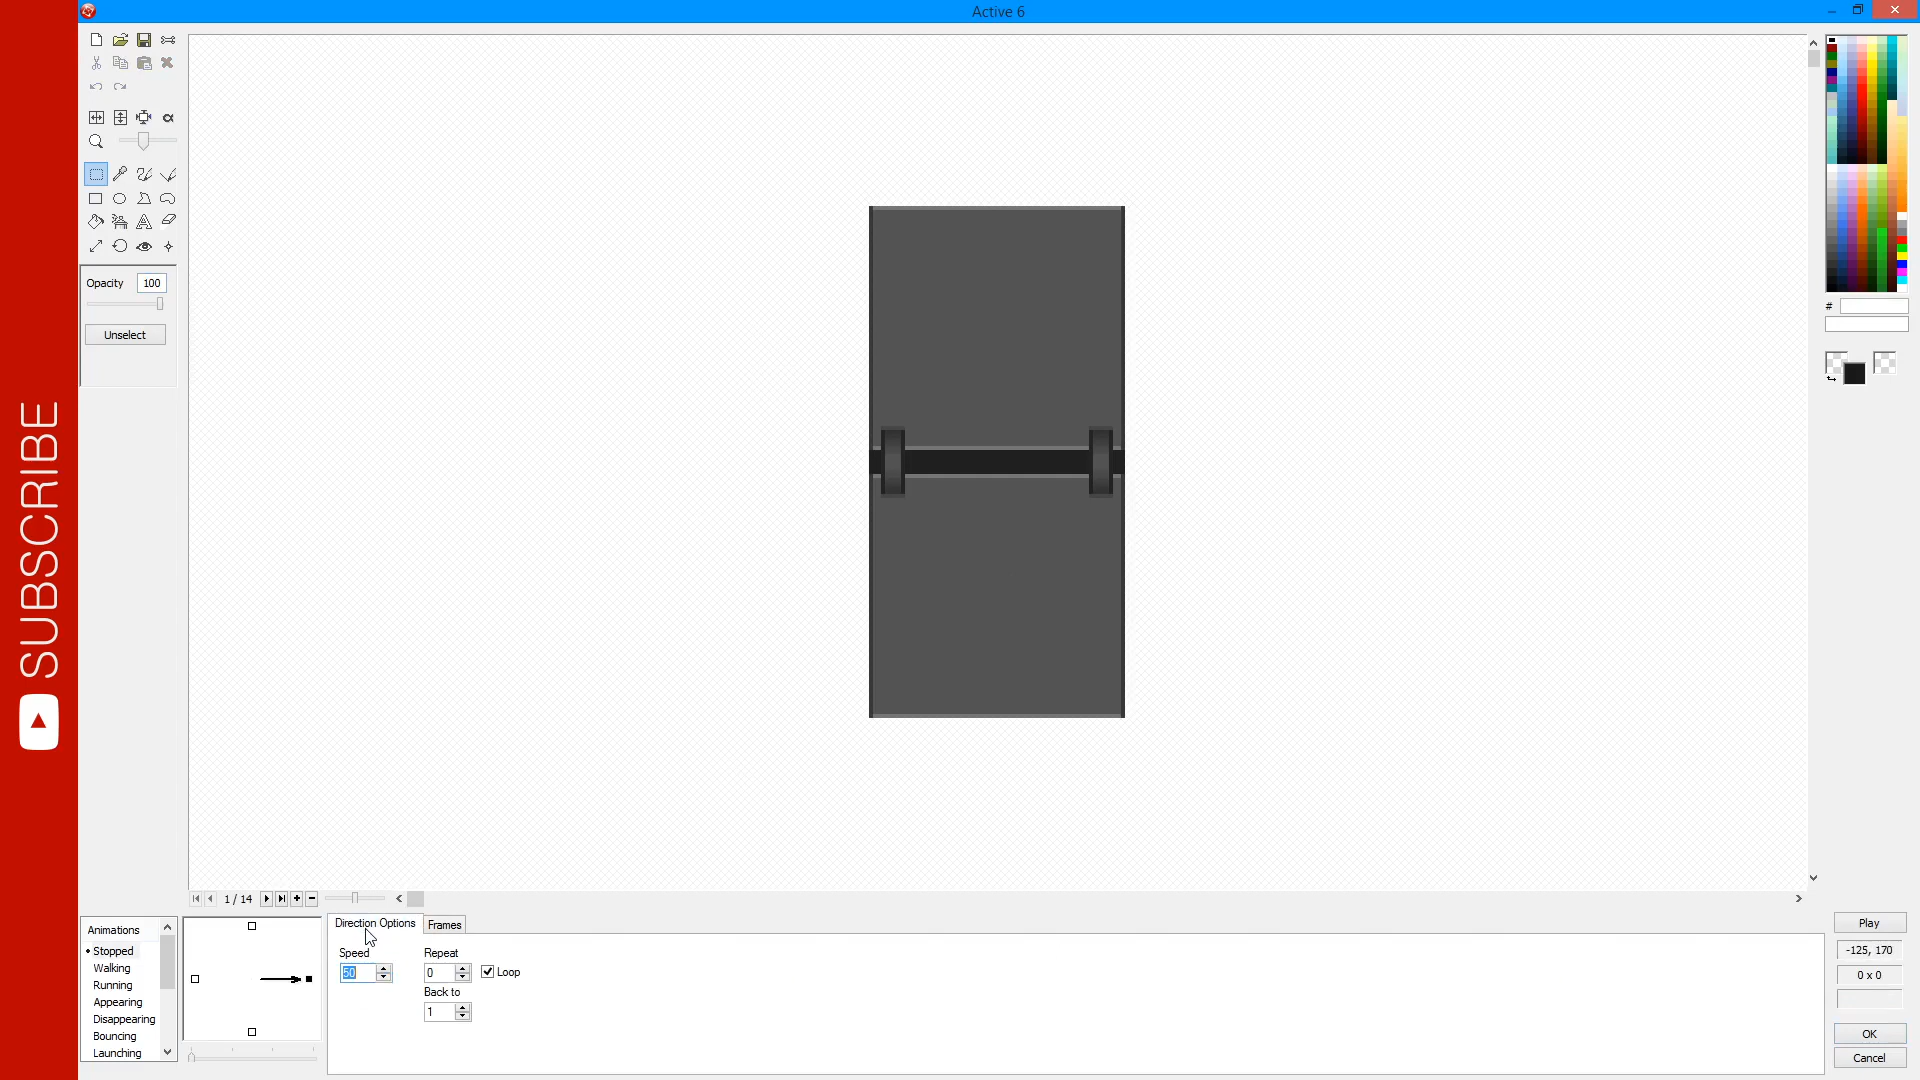 Active 6
SUBSCRIBE
Opacity 100
Unselect
#
1 / 14
Animations
Stopped
Walking
Running
Appearing
Disappearing
Bouncing
Launching
Direction Options
Frames
Speed
50
Repeat
0
Loop
Back to
1
Play
-125, 170
0 x 0
OK
Cancel